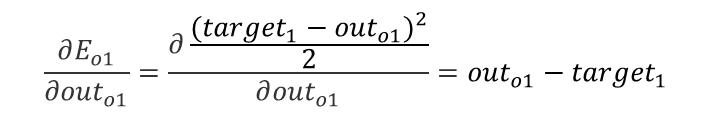 ∂E_{o1}/∂out_{o1} = ∂ ((target_1 − out_{o1})^2/2)/∂out_{o1} = out_{o1} − target_1